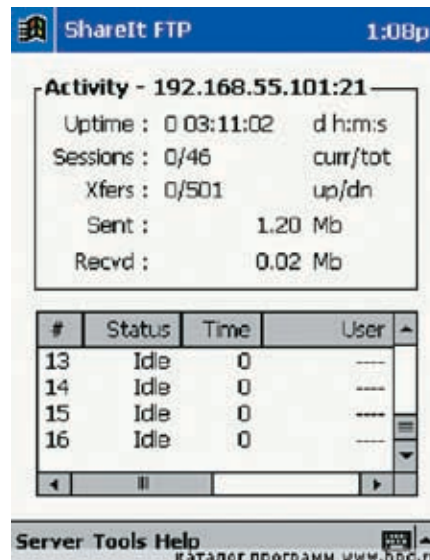 ShareIt FTP 1:08p
Activity - 192.168.55.101:21
Uptime : 0 03:11:02 d h:m:s
Sessions : 0/46 curr/tot
Xfers : 0/501 up/dn
Sent : 1.20 Mb
Recvd : 0.02 Mb
# Status Time User
13 Idle 0 ----
14 Idle 0 ----
15 Idle 0 ----
16 Idle 0 ----
Server Tools Help
каталог программ